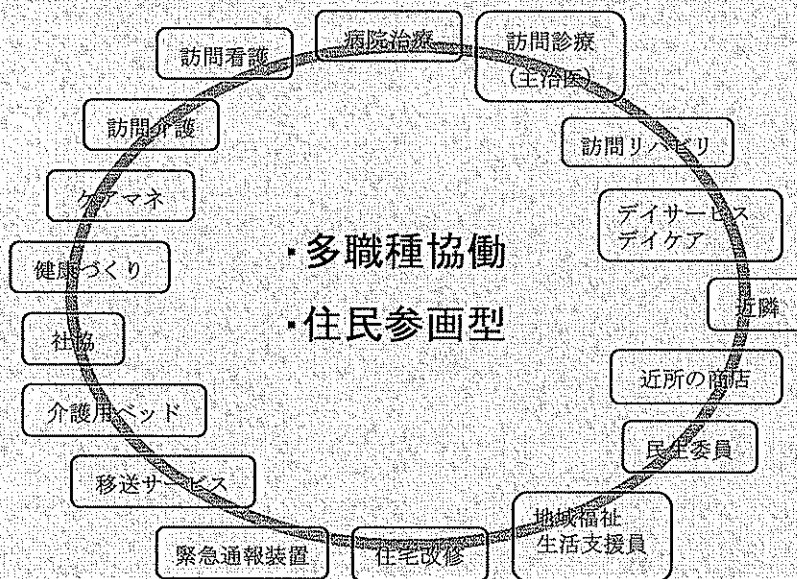 病院治療
訪問診療
(主治医)
訪問リハビリ
デイサービス
デイケア
近隣
近所の商店
民生委員
地域福祉
生活支援員
住宅改修
緊急通報装置
移送サービス
介護用ベッド
社協
健康づくり
ケアマネ
訪問介護
訪問看護
・多職種協働
・住民参画型